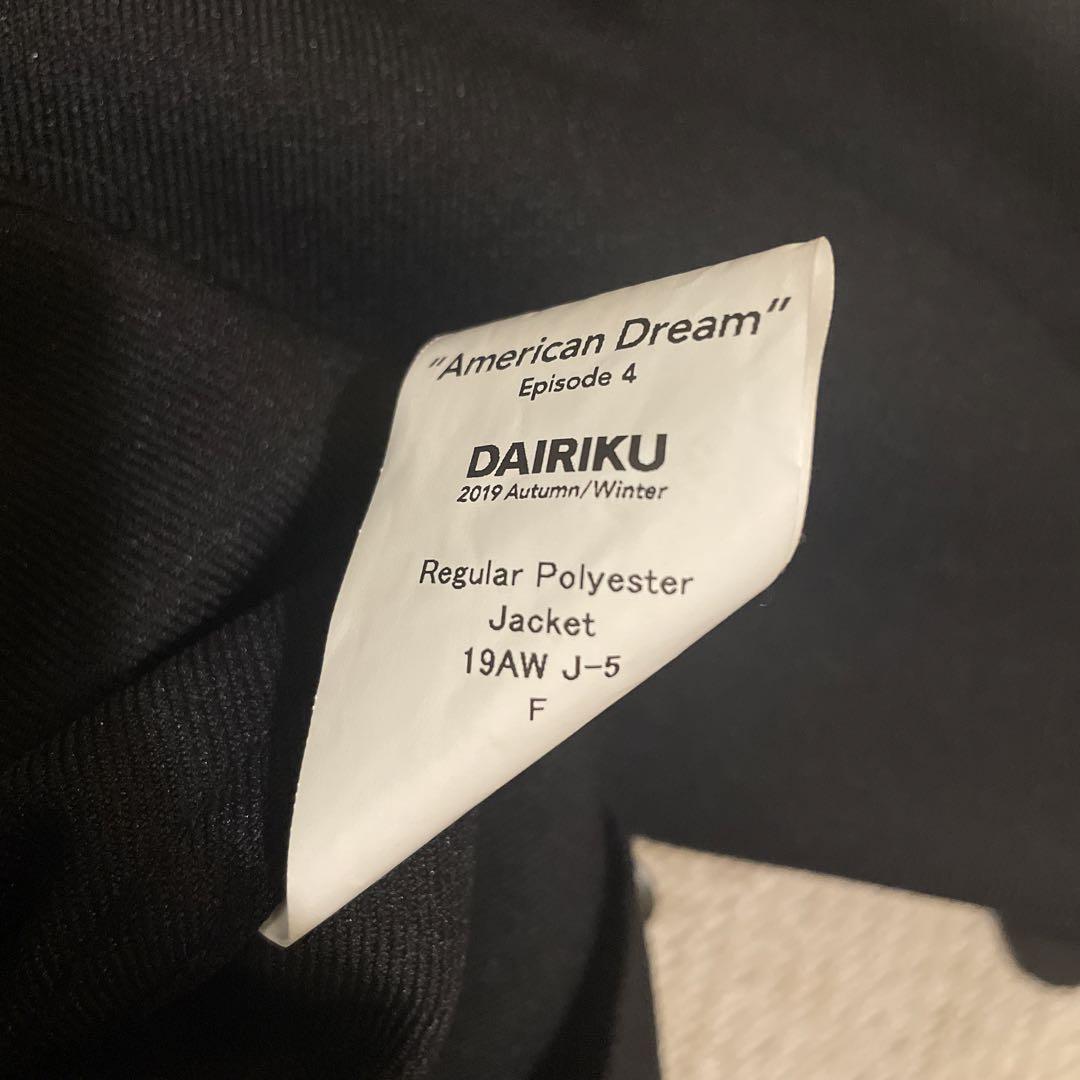 "American Dream"
Episode 4
DAIRIKU
2019 Autumn/Winter
Regular Polyester
Jacket
19AW J-5
F